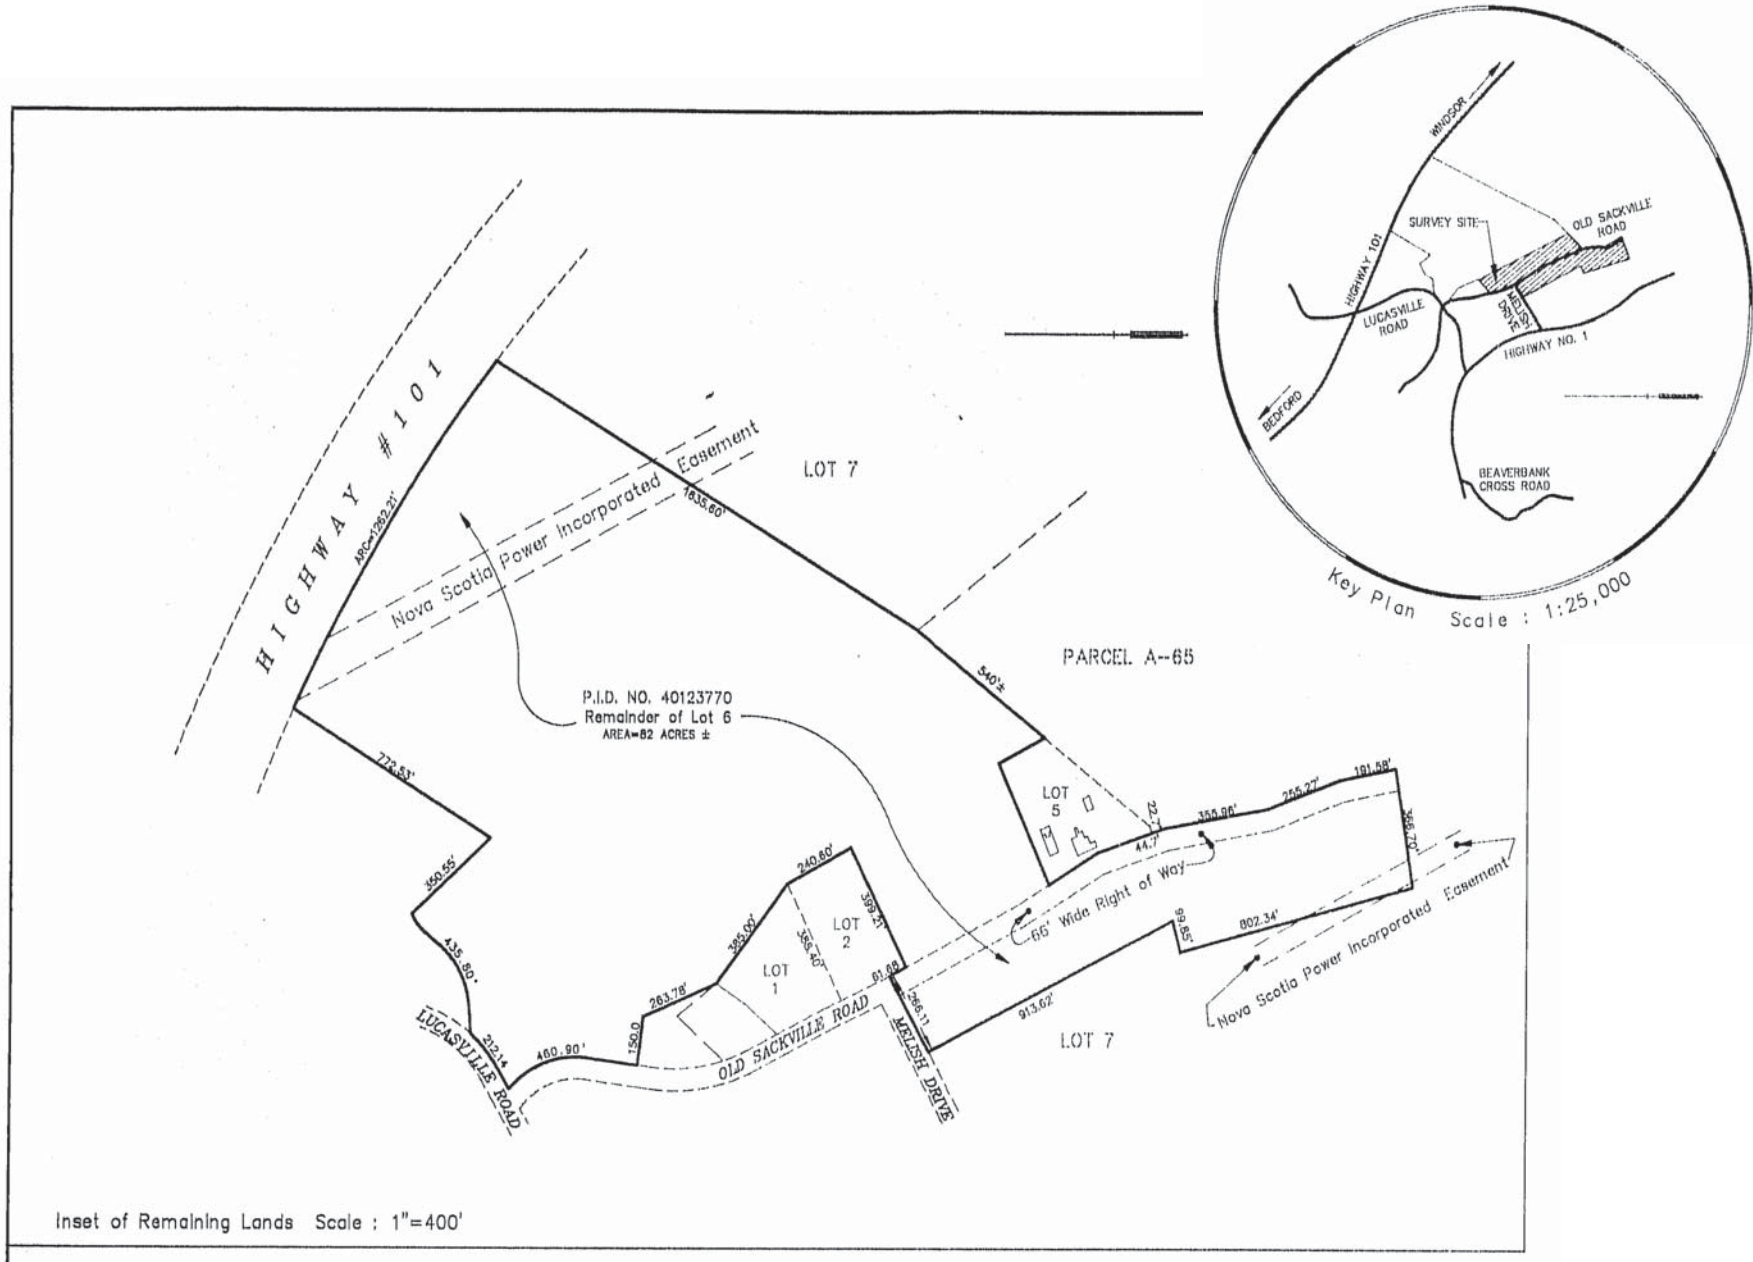 WINDSOR
SURVEY SITE
OLD SACKVILLE
ROAD
HIGHWAY 101
LUCASVILLE
ROAD
MELISH
DRIVE
HIGHWAY NO. 1
BEDFORD
BEAVERBANK
CROSS ROAD
Key Plan Scale : 1:25,000
HIGHWAY #101
ARC=1262.21'
Nova Scotia Power Incorporated Easement
1635.60'
LOT 7
PARCEL A-65
540'±
P.I.D. NO. 40123770
Remainder of Lot 6
AREA=82 ACRES ±
772.53'
350.55'
435.80'
212.14
LUCASVILLE ROAD
460.90'
150.0
263.78'
385.00'
240.60'
399.21'
388.40'
LOT
1
LOT
2
61.68
OLD SACKVILLE ROAD
266.11
MELISH DRIVE
LOT
5
22.7'
44.7'
355.96'
255.27'
191.58'
366.70'
66' Wide Right of Way
99.85'
802.34'
913.62'
LOT 7
Nova Scotia Power Incorporated Easement
Inset of Remaining Lands Scale : 1"=400'